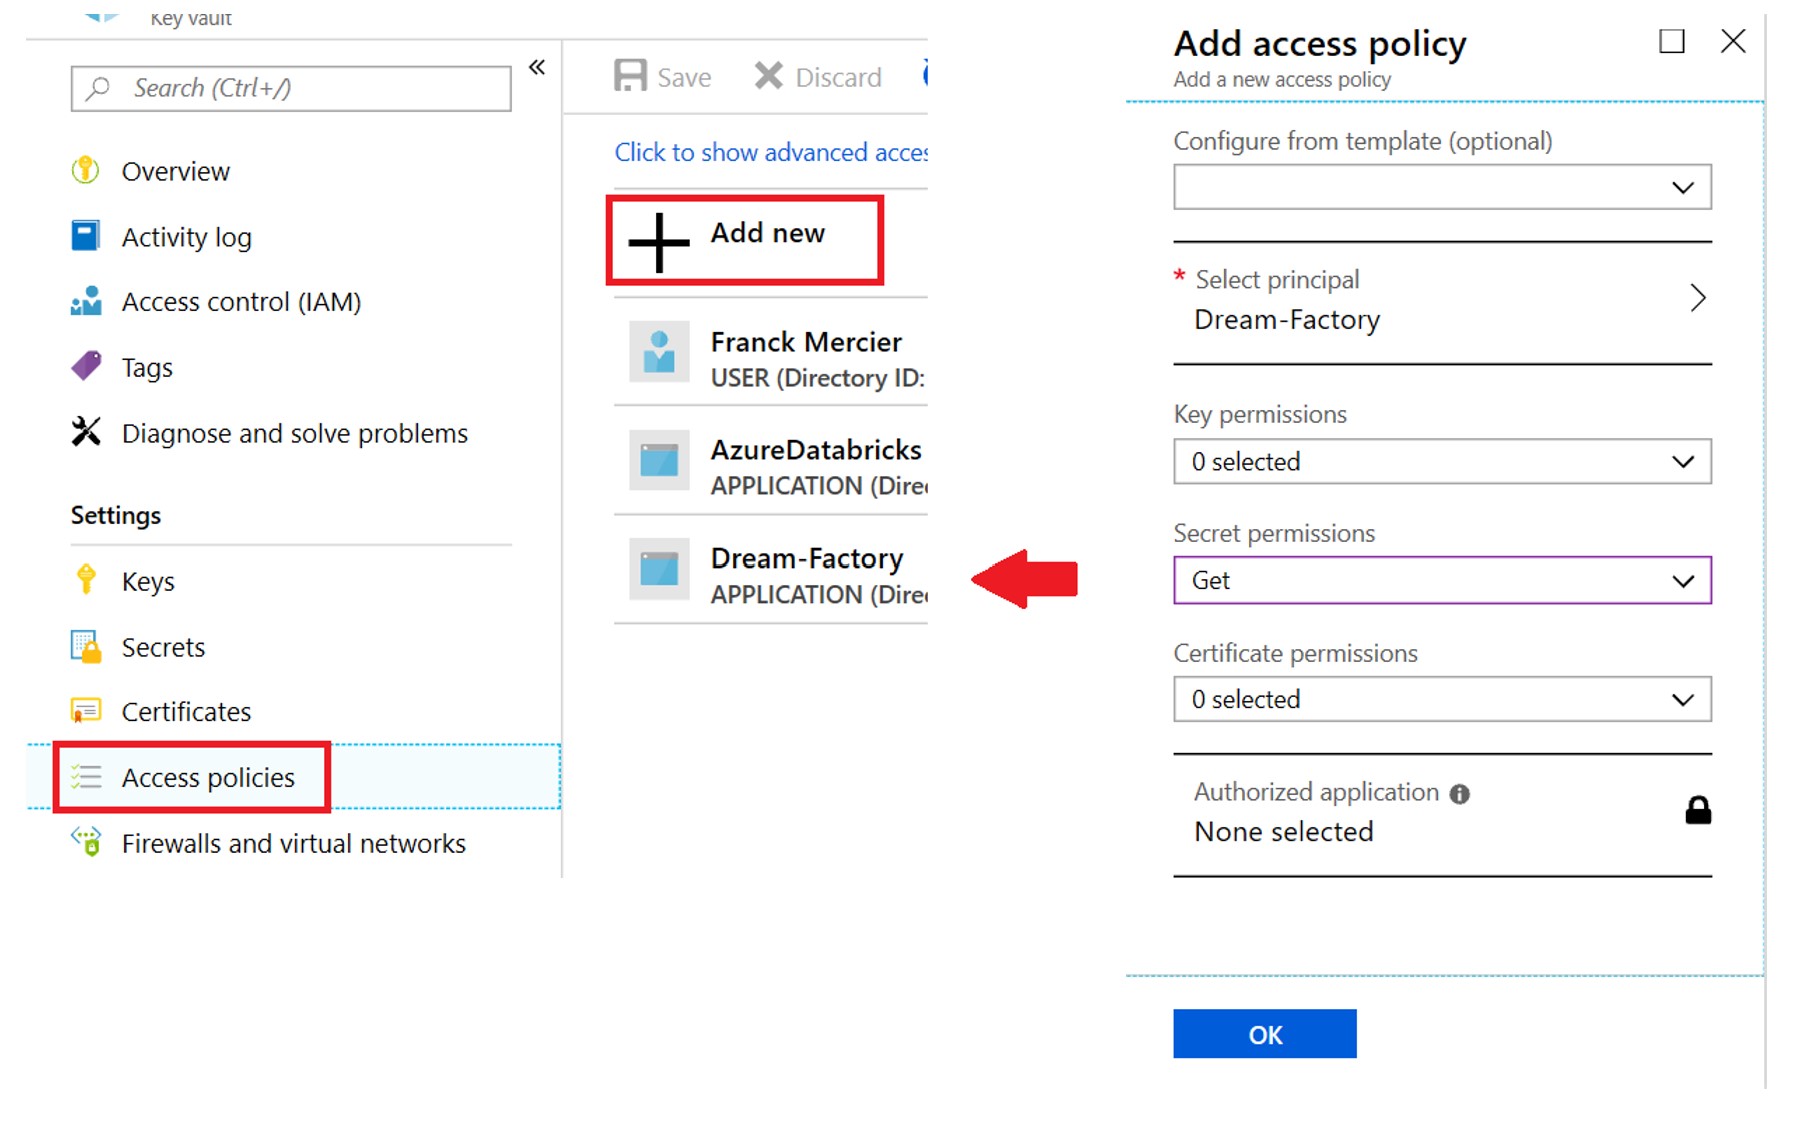 Key vault
Search (Ctrl+/)
«
Overview
Activity log
Access control (IAM)
Tags
Diagnose and solve problems
Settings
Keys
Secrets
Certificates
Access policies
Firewalls and virtual networks
Save
Discard
Click to show advanced acces
Add new
Franck Mercier
USER (Directory ID:
AzureDatabricks
APPLICATION (Dire
Dream-Factory
APPLICATION (Dire
Add access policy
Add a new access policy
Configure from template (optional)
* Select principal
Dream-Factory
Key permissions
0 selected
Secret permissions
Get
Certificate permissions
0 selected
Authorized application
None selected
OK